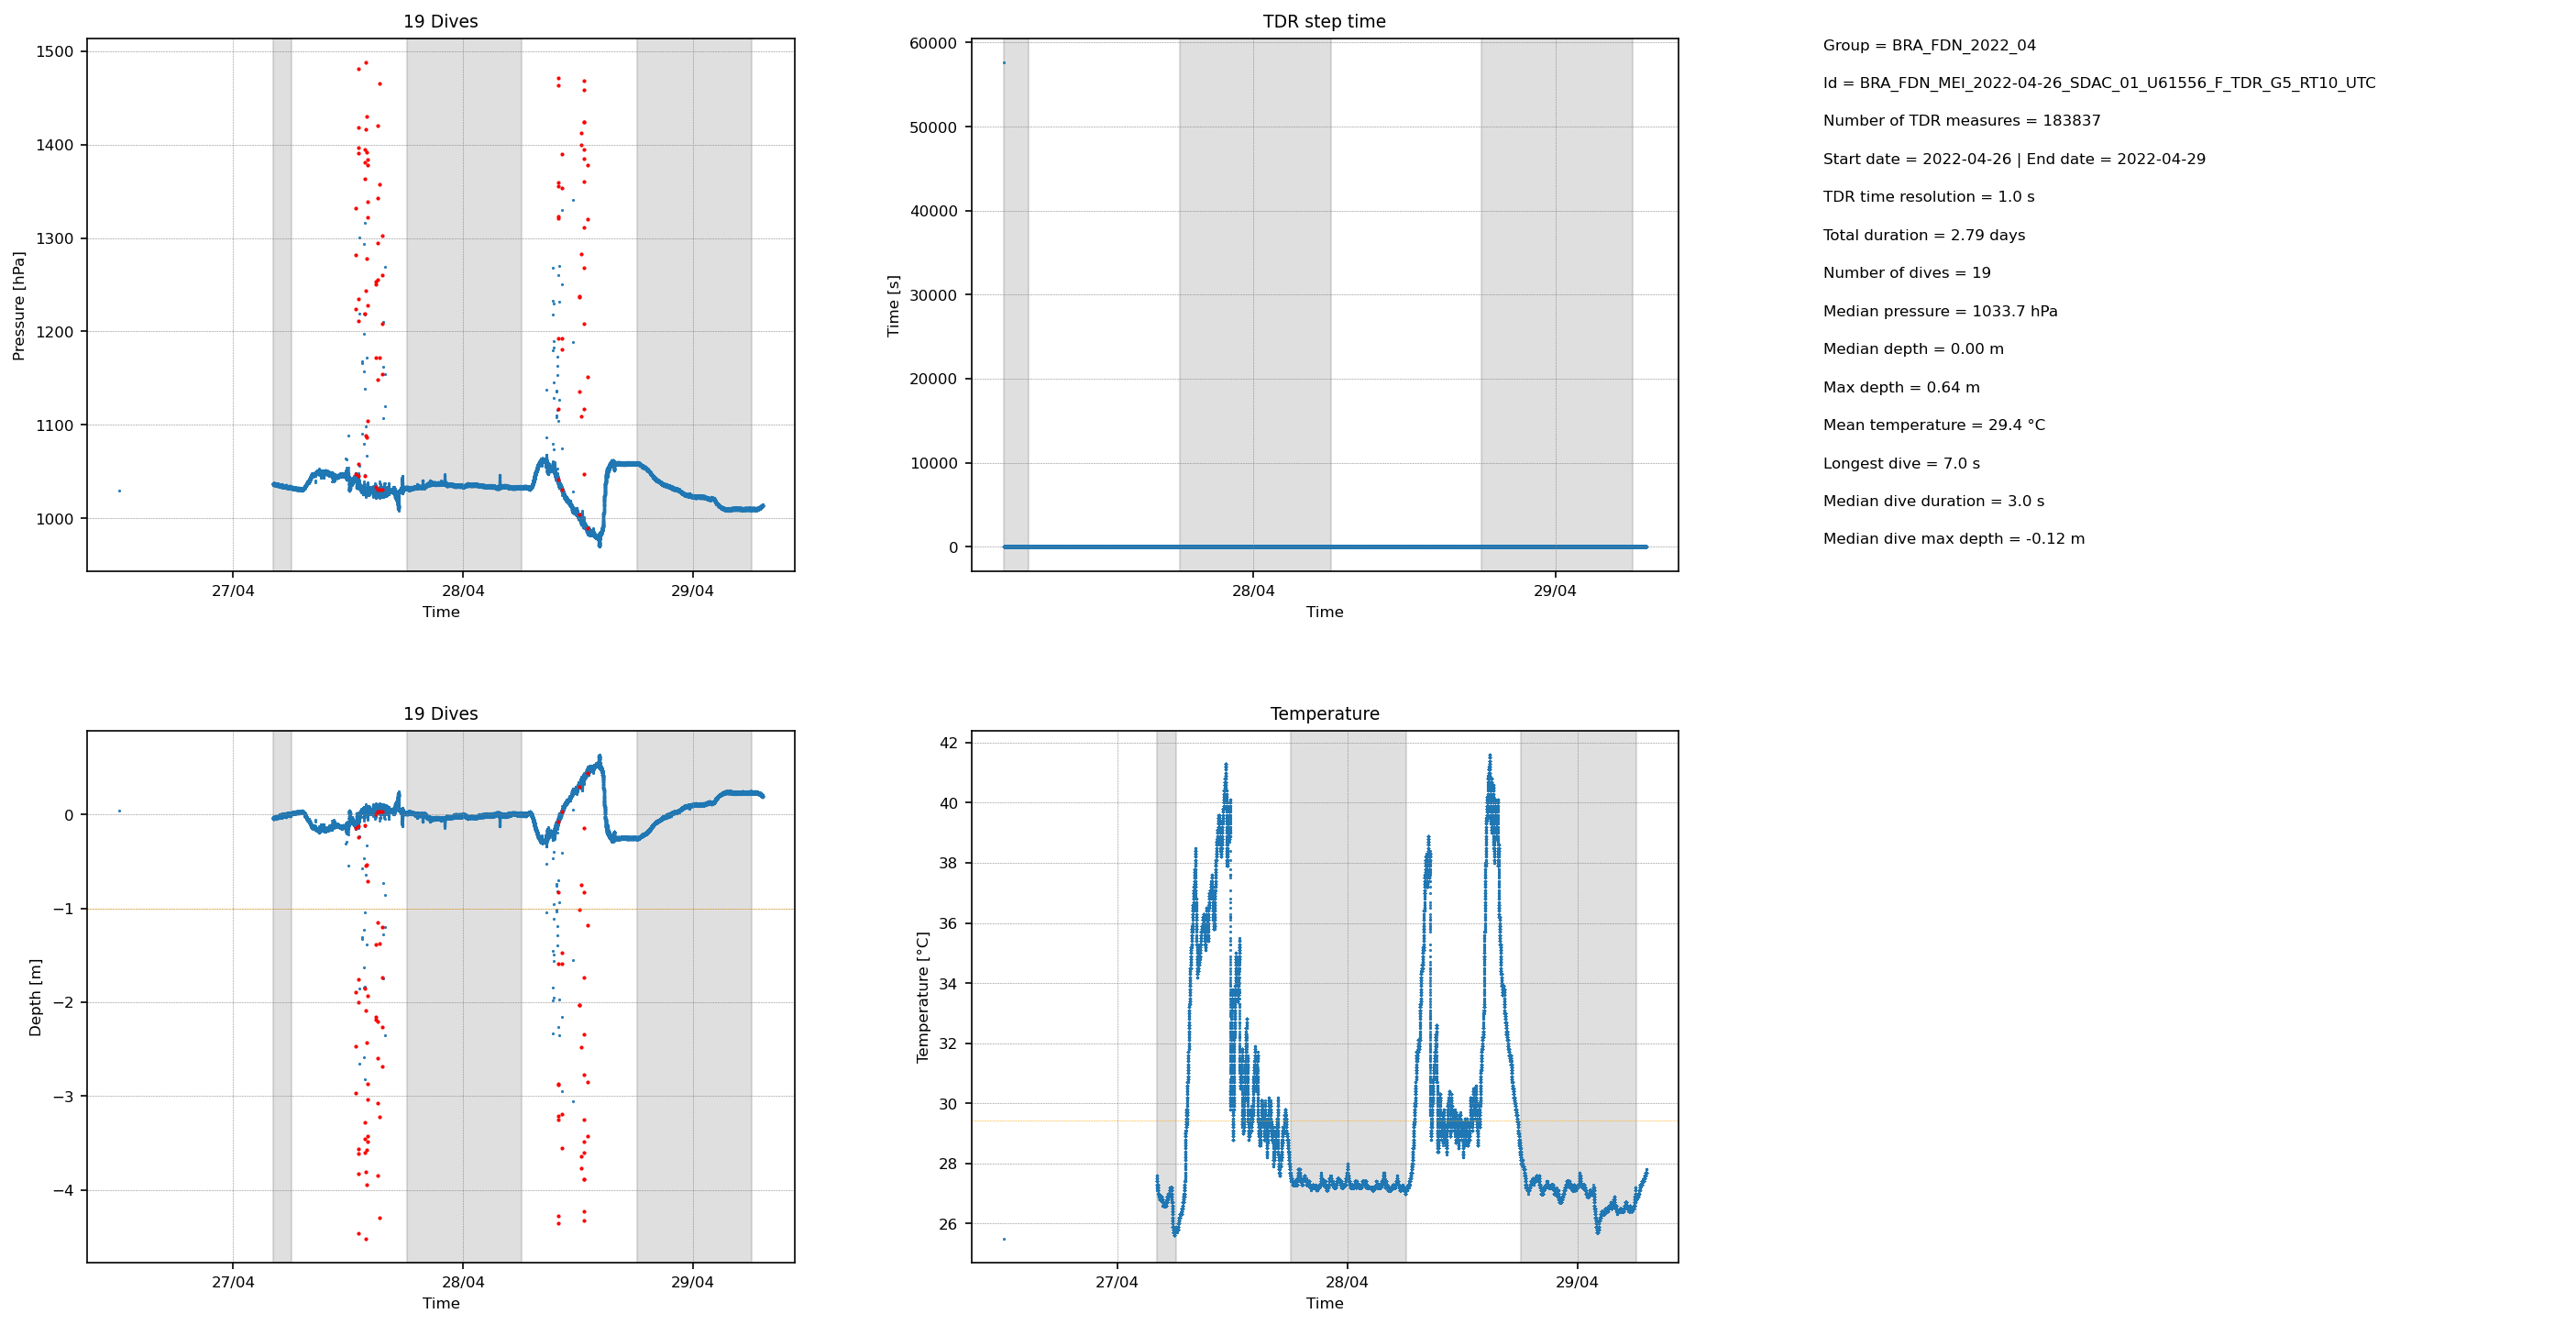 19 Dives
1500
1400
1300
1200
1100
1000
Pressure [hPa]
27/04
28/04
29/04
Time
TDR step time
60000
50000
40000
30000
20000
10000
0
Time [s]
28/04
29/04
Time
Group = BRA_FDN_2022_04
Id = BRA_FDN_MEI_2022-04-26_SDAC_01_U61556_F_TDR_G5_RT10_UTC
Number of TDR measures = 183837
Start date = 2022-04-26 | End date = 2022-04-29
TDR time resolution = 1.0 s
Total duration = 2.79 days
Number of dives = 19
Median pressure = 1033.7 hPa
Median depth = 0.00 m
Max depth = 0.64 m
Mean temperature = 29.4 °C
Longest dive = 7.0 s
Median dive duration = 3.0 s
Median dive max depth = -0.12 m
19 Dives
0
−1
−2
−3
−4
Depth [m]
27/04
28/04
29/04
Time
Temperature
42
40
38
36
34
32
30
28
26
Temperature [°C]
27/04
28/04
29/04
Time